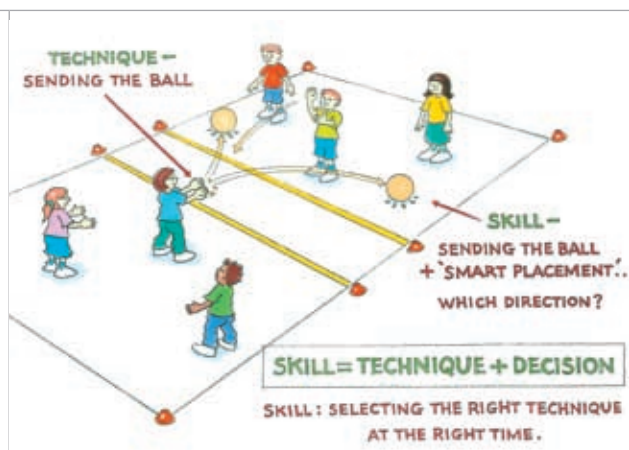 TECHNIQUE –
SENDING THE BALL
SKILL –
SENDING THE BALL
+ 'SMART PLACEMENT'..
WHICH DIRECTION?
SKILL = TECHNIQUE + DECISION
SKILL: SELECTING THE RIGHT TECHNIQUE
AT THE RIGHT TIME.